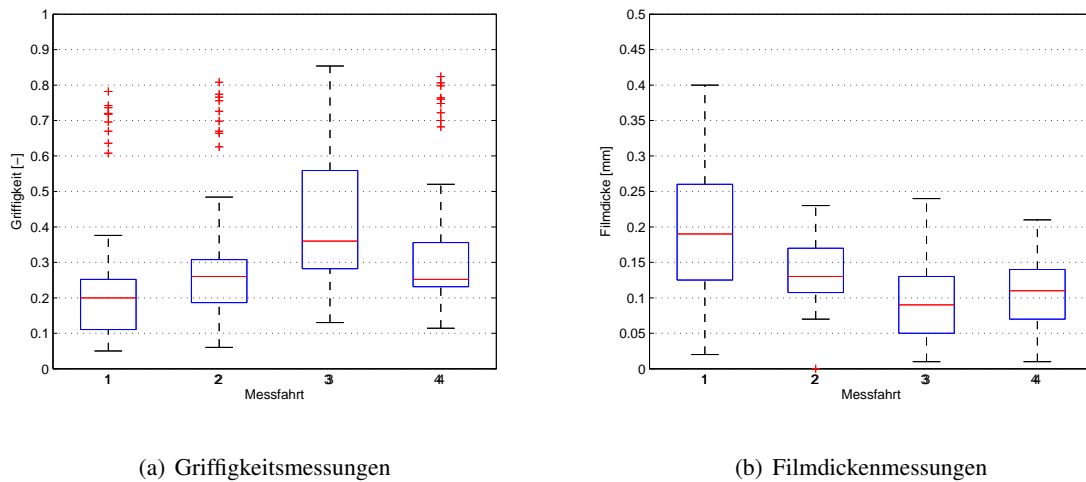 1
0.9
0.8
0.7
0.6
0.5
0.4
0.3
0.2
0.1
0
Griffigkeit [−]
1 2 3 4
Messfahrt
(a) Griffigkeitsmessungen
0.5
0.45
0.4
0.35
0.3
0.25
0.2
0.15
0.1
0.05
0
Filmdicke [mm]
1 2 3 4
Messfahrt
(b) Filmdickenmessungen